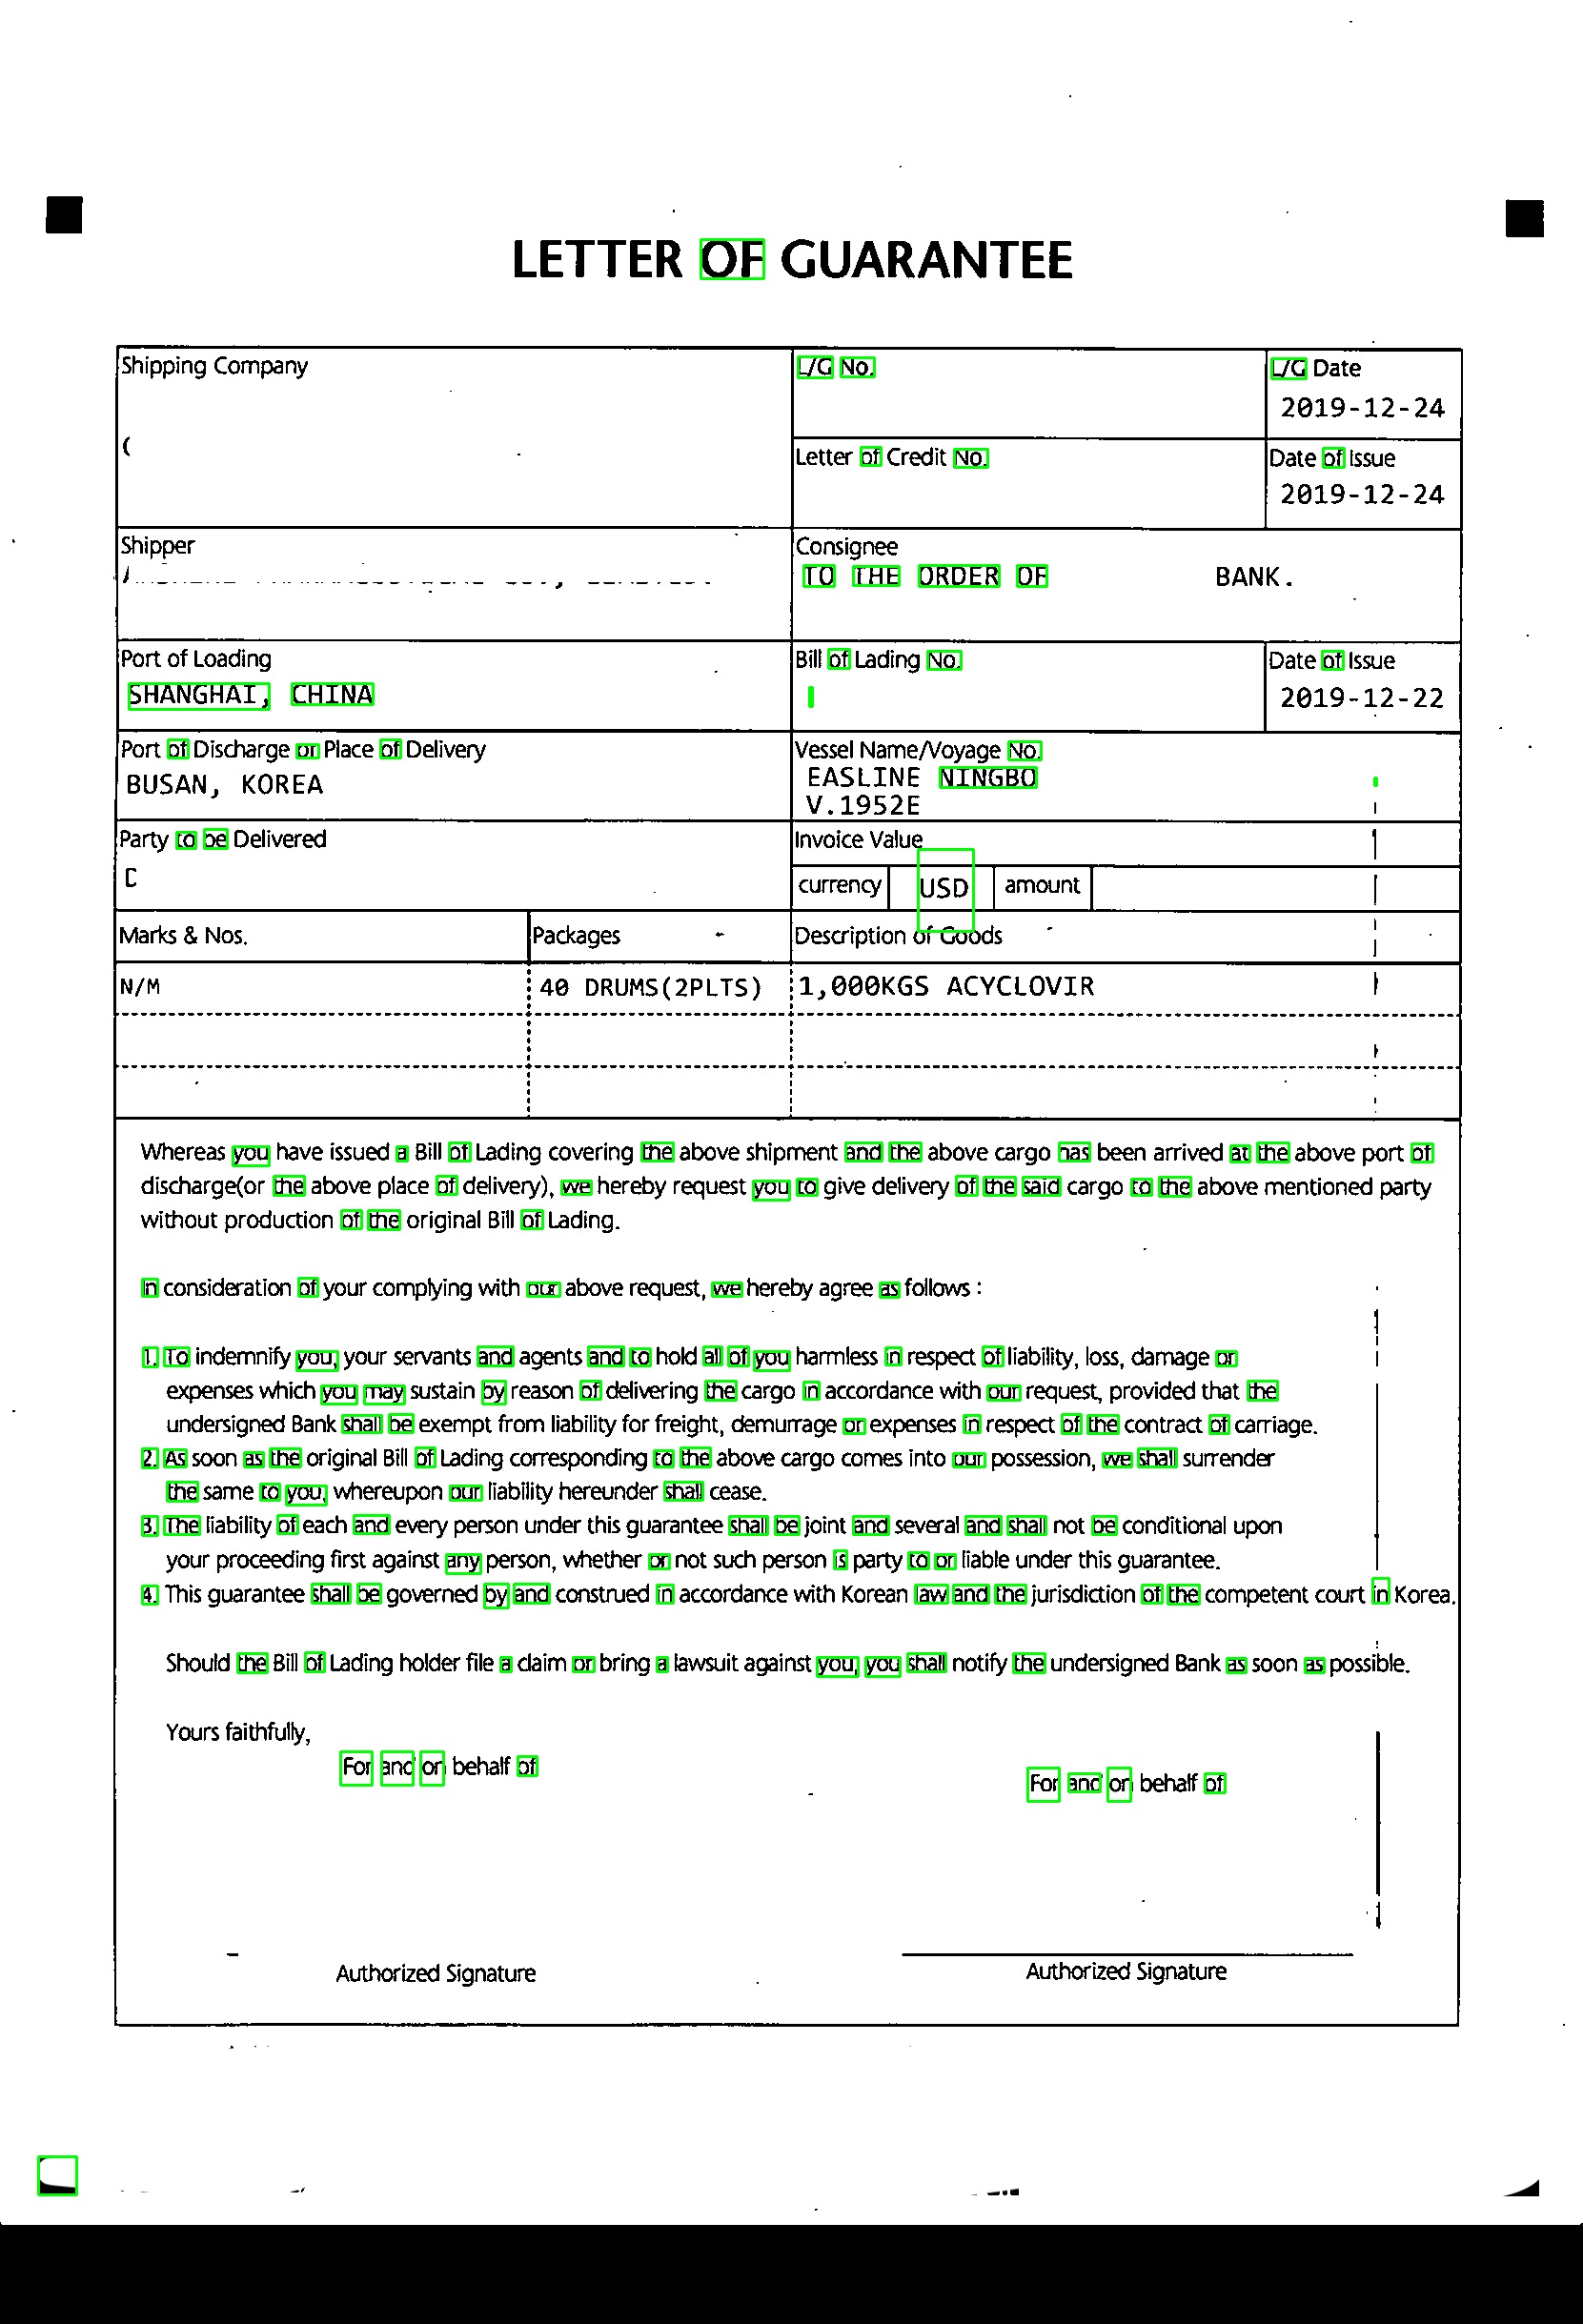 LETTER OF GUARANTEE
Shipping Company
L/G No.
L/G Date
2019-12-24
(
Letter of Credit No.
Date of Issue
2019-12-24
Shipper
Consignee
TO THE ORDER OF BANK.
Port of Loading
SHANGHAI, CHINA
Bill of Lading No.
Date of Issue
2019-12-22
Port of Discharge or Place of Delivery
BUSAN, KOREA
Vessel Name/Voyage No.
EASLINE NINGBO
V.1952E
Party to be Delivered
Invoice Value
currency USD amount
Marks & Nos. Packages Description of Goods
N/M 40 DRUMS(2PLTS) 1,000KGS ACYCLOVIR
Whereas you have issued a Bill of Lading covering the above shipment and the above cargo has been arrived at the above port of
discharge(or the above place of delivery), we hereby request you to give delivery of the said cargo to the above mentioned party
without production of the original Bill of Lading.
In consideration of your complying with our above request, we hereby agree as follows :
1. To indemnify you, your servants and agents and to hold all of you harmless in respect of liability, loss, damage or
expenses which you may sustain by reason of delivering the cargo in accordance with our request, provided that the
undersigned Bank shall be exempt from liability for freight, demurrage or expenses in respect of the contract of carriage.
2. As soon as the original Bill of Lading corresponding to the above cargo comes into our possession, we shall surrender
the same to you, whereupon our liability hereunder shall cease.
3. The liability of each and every person under this guarantee shall be joint and several and shall not be conditional upon
your proceeding first against any person, whether or not such person is party to or liable under this guarantee.
4. This guarantee shall be governed by and construed in accordance with Korean law and the jurisdiction of the competent court in Korea.
Should the Bill of Lading holder file a claim or bring a lawsuit against you, you shall notify the undersigned Bank as soon as possible.
Yours faithfully,
For and on behalf of
For and on behalf of
Authorized Signature
Authorized Signature